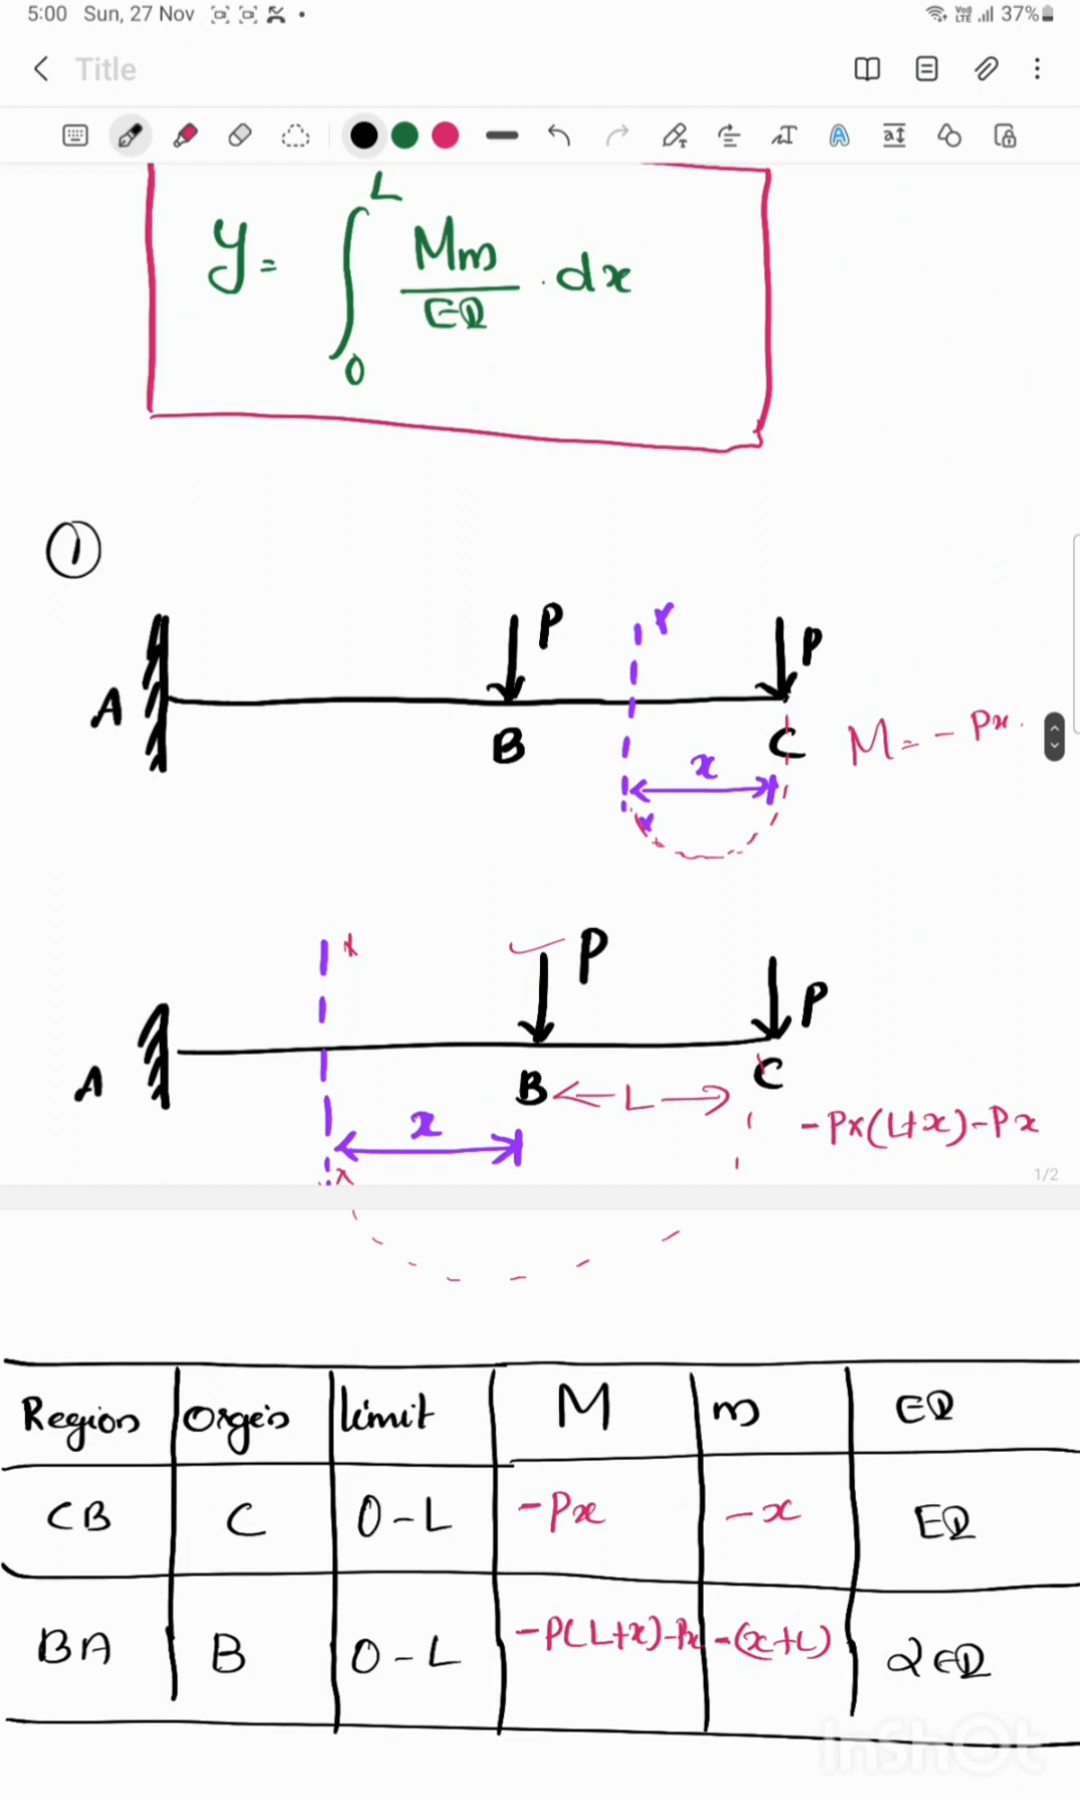 5:00 Sun, 27 Nov 37%
Title
y = ∫₀ᴸ Mm/EI . dx
①
P P
A B x C M = - Px.
x
P P
A B L C
x - P×(L+x)-Px
x
1/2
Region Origin limit M m EI
CB C 0-L -Px -x EI
BA B 0-L -P(L+x)-Px -(x+L) 2EI
InShOt